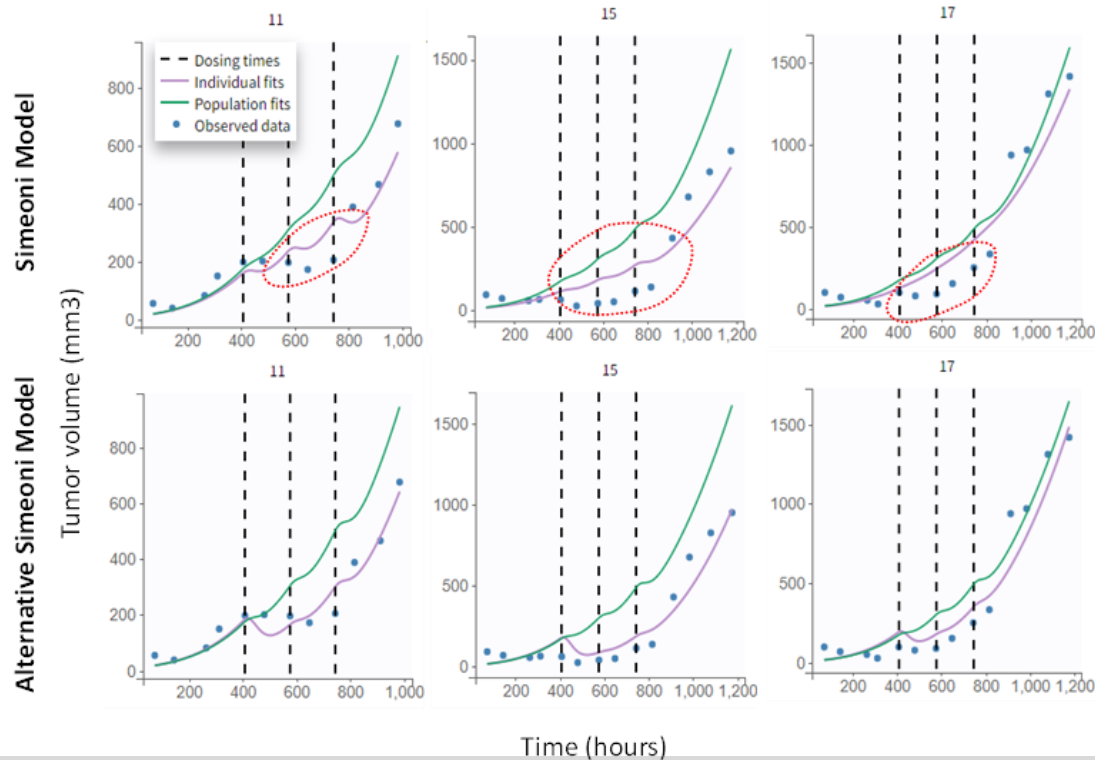 Simeoni Model
Alternative Simeoni Model
Tumor volume (mm3)
11
Dosing times
Individual fits
Population fits
Observed data
800
600
400
200
0
200 400 600 800 1,000
15
1500
1000
500
0
200 400 600 800 1,000 1,200
17
1500
1000
500
0
200 400 600 800 1,000 1,200
11
800
600
400
200
0
200 400 600 800 1,000
15
1500
1000
500
0
200 400 600 800 1,000 1,200
17
1500
1000
500
0
200 400 600 800 1,000 1,200
Time (hours)